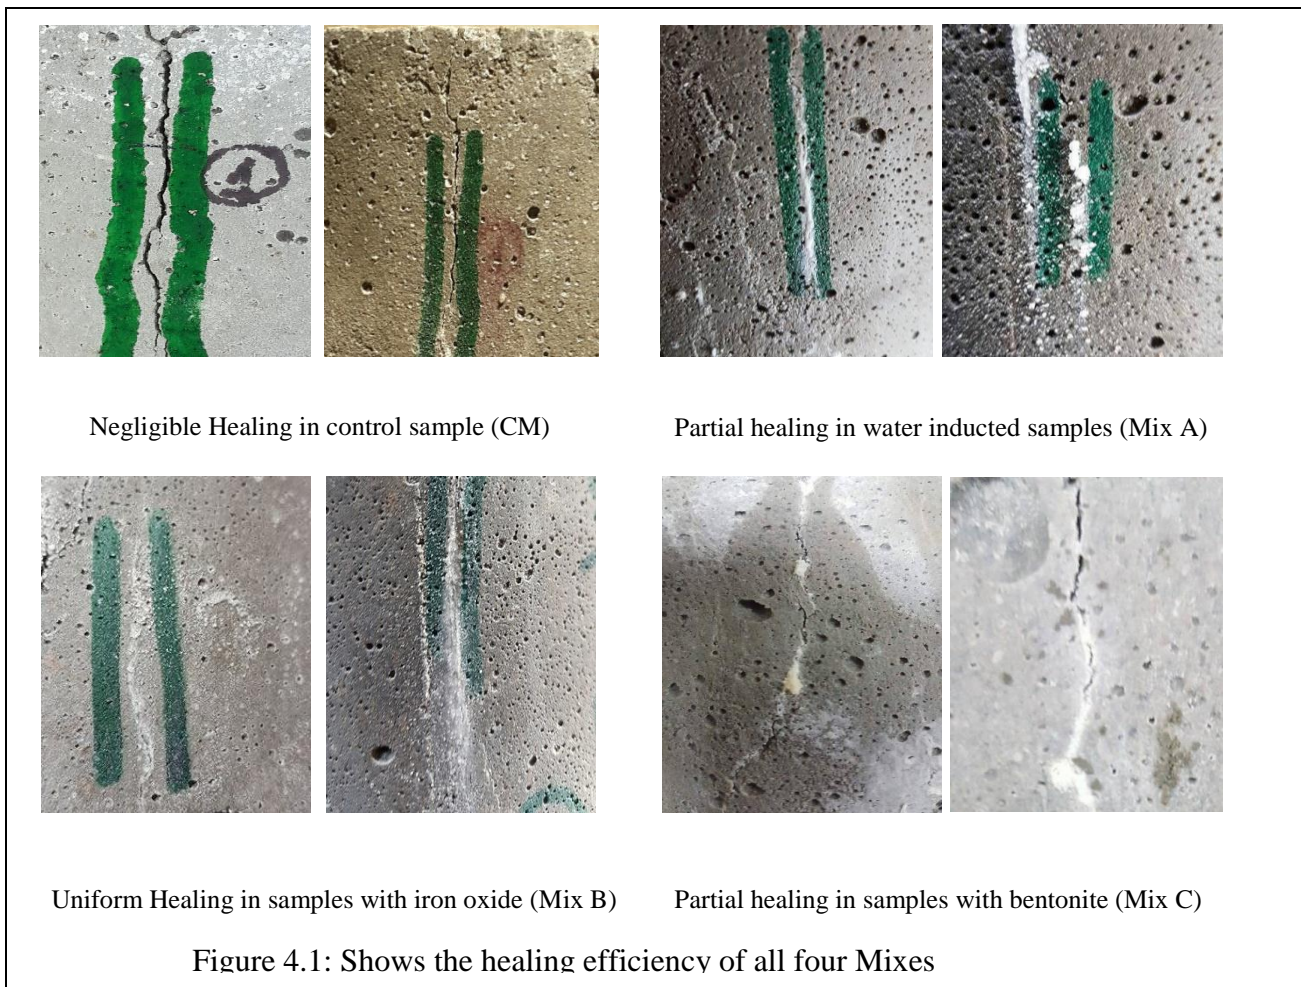 Negligible Healing in control sample (CM)
Partial healing in water inducted samples (Mix A)
Uniform Healing in samples with iron oxide (Mix B)
Partial healing in samples with bentonite (Mix C)
Figure 4.1: Shows the healing efficiency of all four Mixes